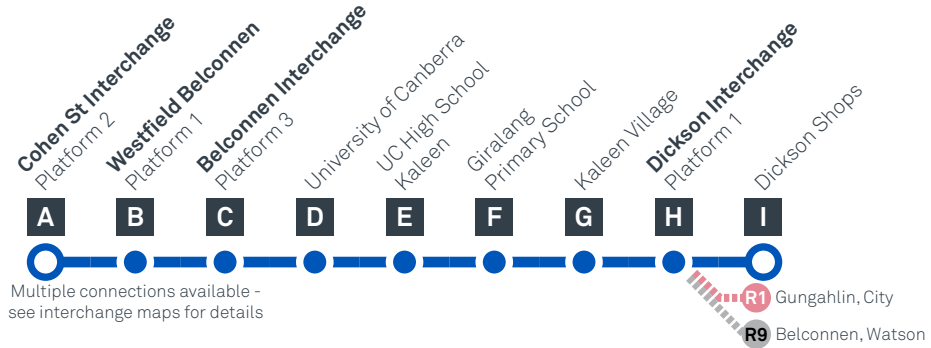 Cohen St Interchange
Platform 2
Westfield Belconnen
Platform 1
Belconnen Interchange
Platform 3
University of Canberra
UC High School
Kaleen
Giralang
Primary School
Kaleen Village
Dickson Interchange
Platform 1
Dickson Shops
A
B
C
D
E
F
G
H
I
Multiple connections available -
see interchange maps for details
R1 Gungahlin, City
R9 Belconnen, Watson